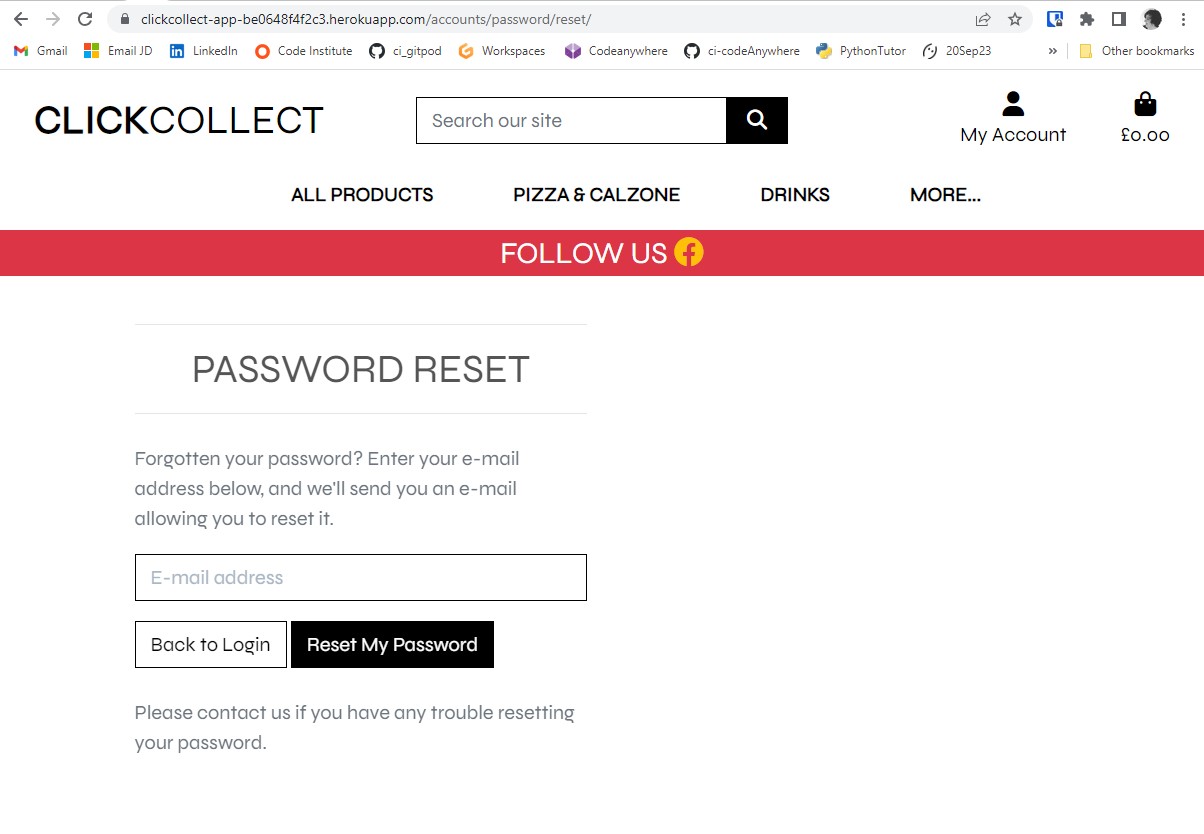 clickcollect-app-be0648f4f2c3.herokuapp.com/accounts/password/reset/
Gmail Email JD LinkedIn Code Institute ci_gitpod Workspaces Codeanywhere ci-codeAnywhere PythonTutor 20Sep23 » Other bookmarks
CLICKCOLLECT
Search our site
My Account
£0.00
ALL PRODUCTS PIZZA & CALZONE DRINKS MORE...
FOLLOW US
PASSWORD RESET
Forgotten your password? Enter your e-mail
address below, and we'll send you an e-mail
allowing you to reset it.
E-mail address
Back to Login Reset My Password
Please contact us if you have any trouble resetting
your password.